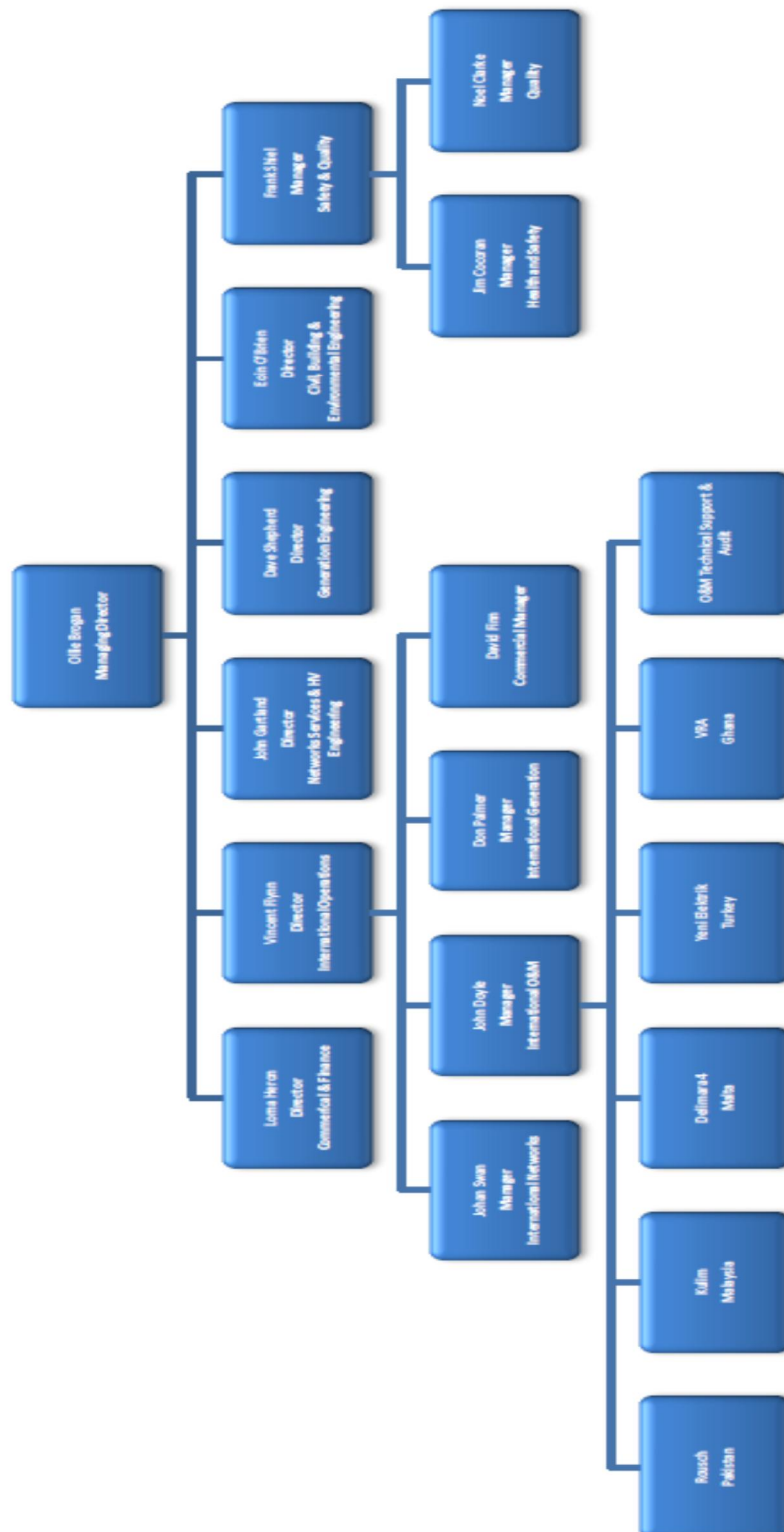 Ollie Brogan
Managing Director
Lorna Heron
Director
Commerical & Finance
Vincent Flynn
Director
International Operations
John Gartland
Director
Networks Services & HV
Engineering
Dave Shepherd
Director
Generation Engineering
Eoin O'Brien
Director
Civil, Building &
Environmental Engineering
Frank Shiel
Manager
Safety & Quality
Johan Swan
Manager
International Networks
John Doyle
Manager
International O&M
Don Palmer
Manager
International Generation
David Finn
Commercial Manager
Jim Cocoran
Manager
Health and Safety
Noel Clarke
Manager
Quality
Rousch
Pakistan
Kulim
Malaysia
Delimara4
Malta
Yeni Elektrik
Turkey
VRA
Ghana
O&M Technical Support &
Audit